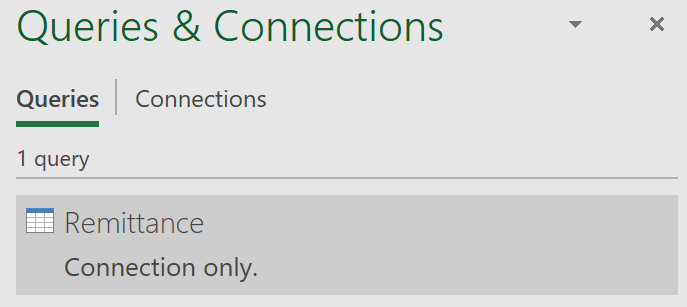 Queries & Connections
Queries Connections
1 query
Remittance
Connection only.